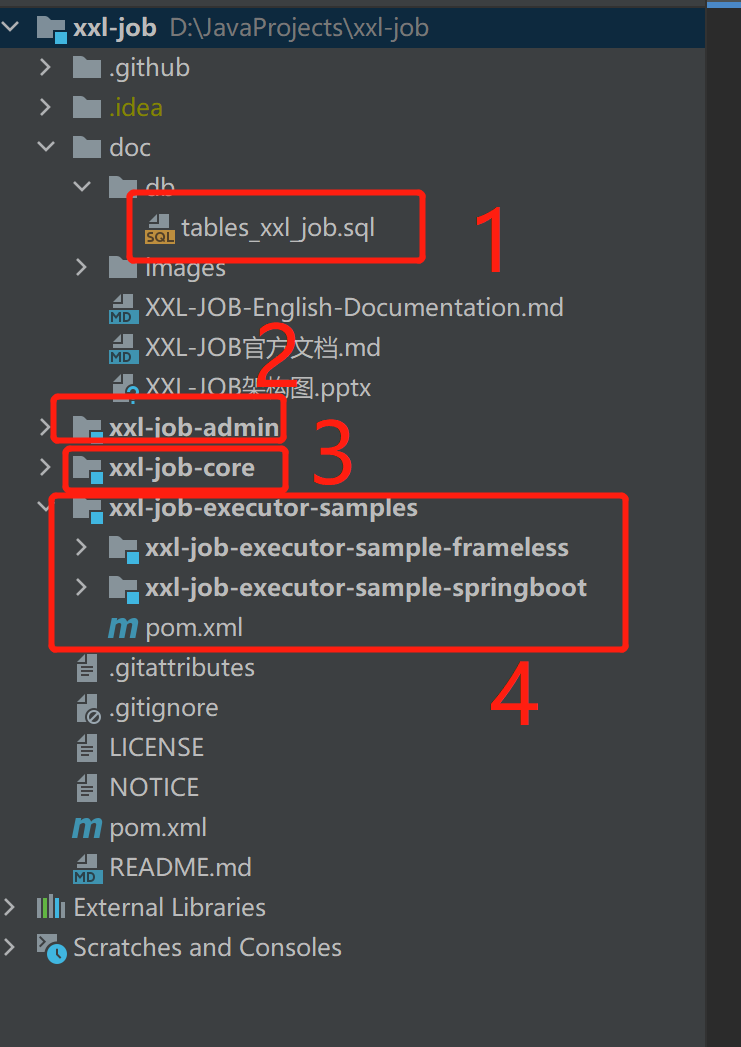 xxl-job D:\JavaProjects\xxl-job
.github
.idea
doc
db
tables_xxl_job.sql
1
images
XXL-JOB-English-Documentation.md
XXL-JOB官方文档.md
2
XXL-JOB架构图.pptx
xxl-job-admin
3
xxl-job-core
xxl-job-executor-samples
xxl-job-executor-sample-frameless
xxl-job-executor-sample-springboot
pom.xml
4
.gitattributes
.gitignore
LICENSE
NOTICE
pom.xml
README.md
External Libraries
Scratches and Consoles